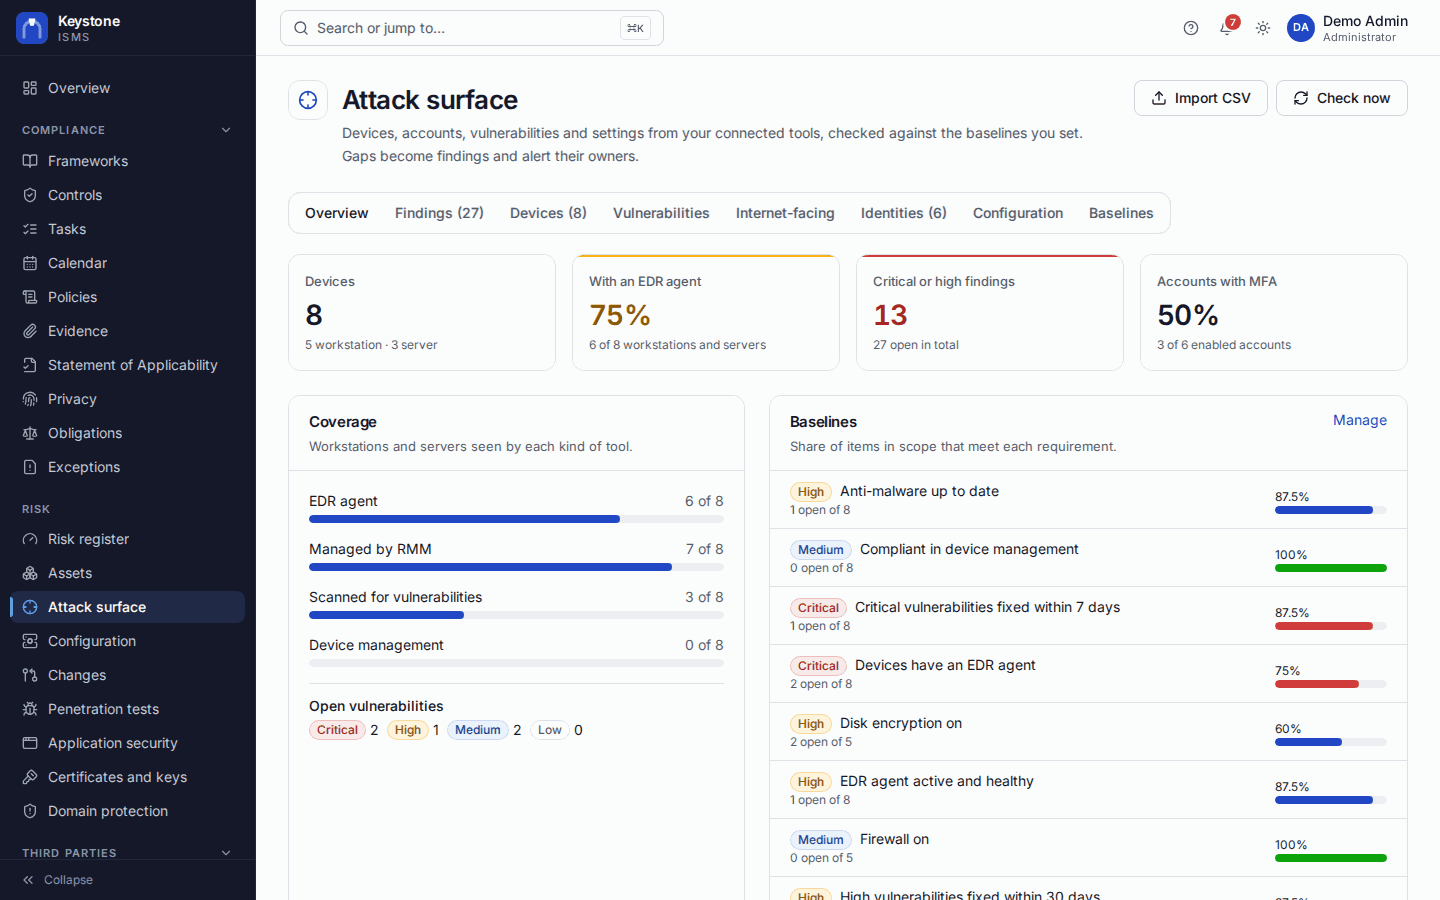 Keystone
ISMS
Search or jump to...
⌘K
7
DA
Demo Admin
Administrator
Overview
COMPLIANCE
Frameworks
Controls
Tasks
Calendar
Policies
Evidence
Statement of Applicability
Privacy
Obligations
Exceptions
RISK
Risk register
Assets
Attack surface
Configuration
Changes
Penetration tests
Application security
Certificates and keys
Domain protection
THIRD PARTIES
Collapse
Attack surface
Devices, accounts, vulnerabilities and settings from your connected tools, checked against the baselines you set.
Gaps become findings and alert their owners.
Import CSV
Check now
Overview
Findings (27)
Devices (8)
Vulnerabilities
Internet-facing
Identities (6)
Configuration
Baselines
Devices
8
5 workstation · 3 server
With an EDR agent
75%
6 of 8 workstations and servers
Critical or high findings
13
27 open in total
Accounts with MFA
50%
3 of 6 enabled accounts
Coverage
Workstations and servers seen by each kind of tool.
EDR agent 6 of 8
Managed by RMM 7 of 8
Scanned for vulnerabilities 3 of 8
Device management 0 of 8
Open vulnerabilities
Critical 2 High 1 Medium 2 Low 0
Baselines
Manage
Share of items in scope that meet each requirement.
High Anti-malware up to date
1 open of 8
87.5%
Medium Compliant in device management
0 open of 8
100%
Critical Critical vulnerabilities fixed within 7 days
1 open of 8
87.5%
Critical Devices have an EDR agent
2 open of 8
75%
High Disk encryption on
2 open of 5
60%
High EDR agent active and healthy
1 open of 8
87.5%
Medium Firewall on
0 open of 5
100%
High High vulnerabilities fixed within 30 days